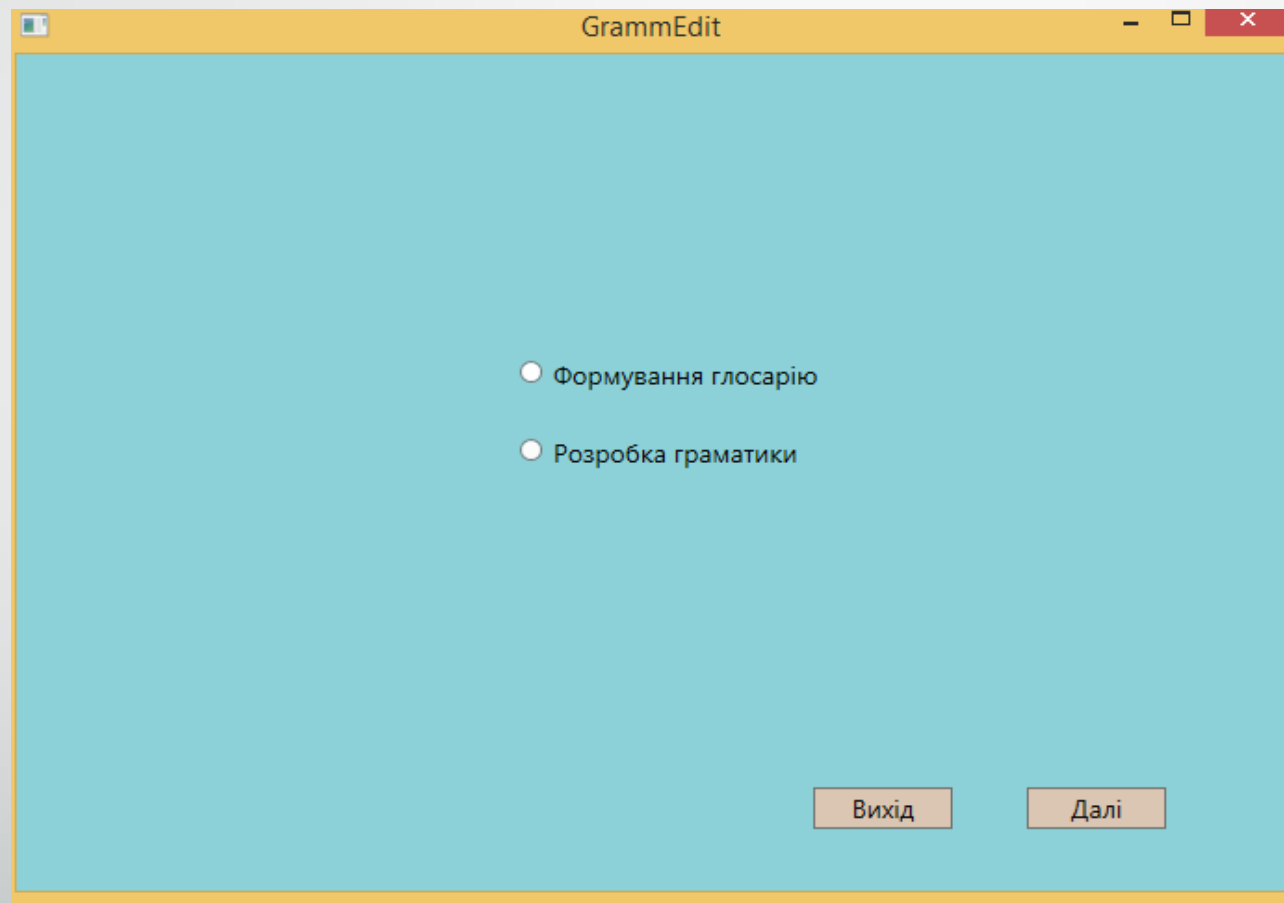 GrammEdit
Формування глосарію
Розробка граматики
Вихід Далі